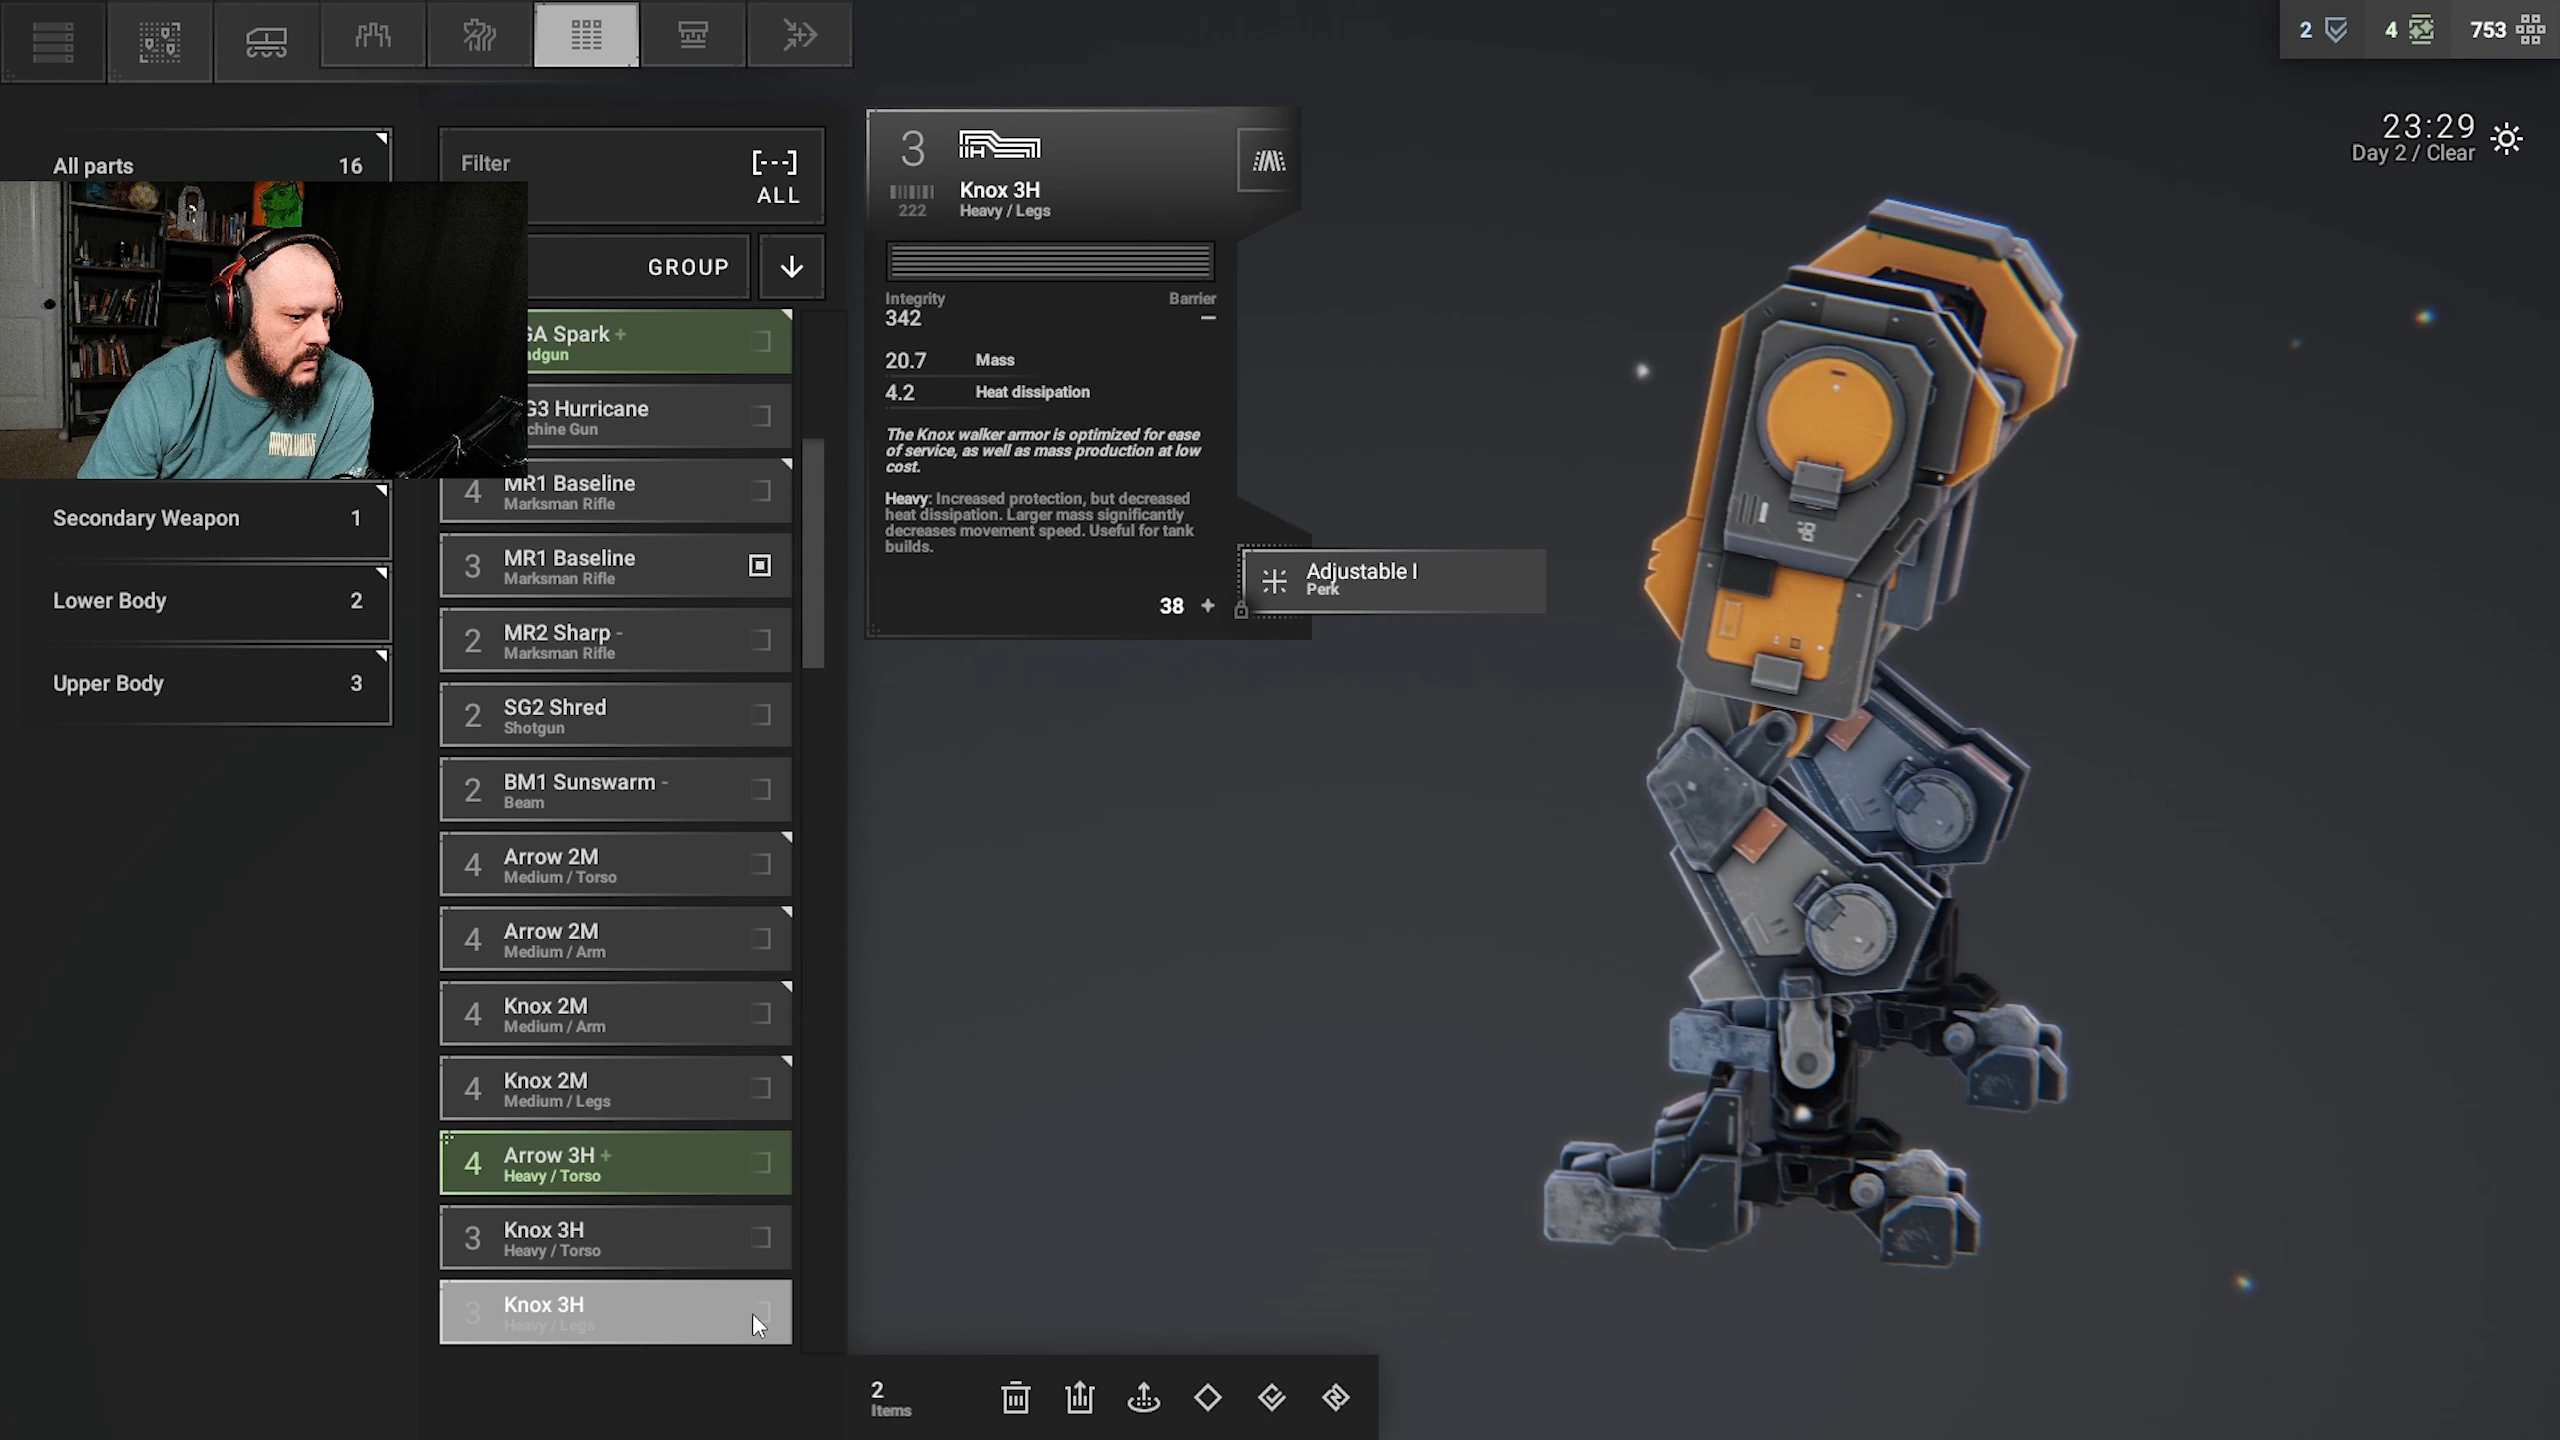 2
4
753
23:29
Day 2 / Clear
All parts 16
Secondary Weapon 1
Lower Body 2
Upper Body 3
Filter
ALL
GROUP
GA Spark +
ndgun
G3 Hurricane
chine Gun
4 MR1 Baseline
Marksman Rifle
3 MR1 Baseline
Marksman Rifle
2 MR2 Sharp -
Marksman Rifle
2 SG2 Shred
Shotgun
2 BM1 Sunswarm -
Beam
4 Arrow 2M
Medium / Torso
4 Arrow 2M
Medium / Arm
4 Knox 2M
Medium / Arm
4 Knox 2M
Medium / Legs
4 Arrow 3H +
Heavy / Torso
3 Knox 3H
Heavy / Torso
3 Knox 3H
Heavy / Legs
3
222
Knox 3H
Heavy / Legs
Integrity Barrier
342 —
20.7 Mass
4.2 Heat dissipation
The Knox walker armor is optimized for ease
of service, as well as mass production at low
cost.
Heavy: Increased protection, but decreased
heat dissipation. Larger mass significantly
decreases movement speed. Useful for tank
builds.
38 +
Adjustable I
Perk
2
Items